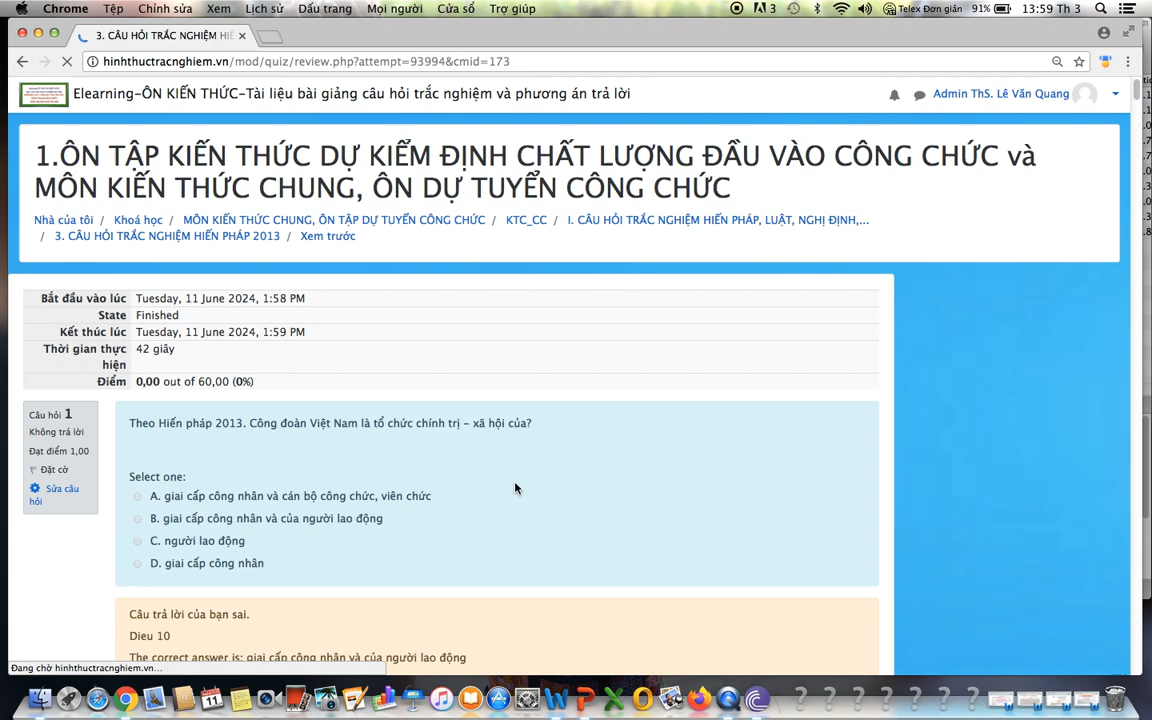 Chrome Tệp Chỉnh sửa Xem Lịch sử Dấu trang Mọi người Cửa sổ Trợ giúp 3 Telex Đơn giản 91% 13:59 Th 3
3. CÂU HỎI TRẮC NGHIỆM HIẾ
hinhthuctracnghiem.vn/mod/quiz/review.php?attempt=93994&cmid=173
Elearning-ÔN KIẾN THỨC-Tài liệu bài giảng câu hỏi trắc nghiệm và phương án trả lời
Admin ThS. Lê Văn Quang
1.ÔN TẬP KIẾN THỨC DỰ KIỂM ĐỊNH CHẤT LƯỢNG ĐẦU VÀO CÔNG CHỨC và
MÔN KIẾN THỨC CHUNG, ÔN DỰ TUYỂN CÔNG CHỨC
Nhà của tôi / Khoá học / MÔN KIẾN THỨC CHUNG, ÔN TẬP DỰ TUYỂN CÔNG CHỨC / KTC_CC / I. CÂU HỎI TRẮC NGHIỆM HIẾN PHÁP, LUẬT, NGHỊ ĐỊNH,...
/ 3. CÂU HỎI TRẮC NGHIỆM HIẾN PHÁP 2013 / Xem trước
Bắt đầu vào lúc Tuesday, 11 June 2024, 1:58 PM
State Finished
Kết thúc lúc Tuesday, 11 June 2024, 1:59 PM
Thời gian thực 42 giây
hiện
Điểm 0,00 out of 60,00 (0%)
Câu hỏi 1
Không trả lời
Đạt điểm 1,00
Đặt cờ
Sửa câu
hỏi
Theo Hiến pháp 2013. Công đoàn Việt Nam là tổ chức chính trị – xã hội của?
Select one:
A. giai cấp công nhân và cán bộ công chức, viên chức
B. giai cấp công nhân và của người lao động
C. người lao động
D. giai cấp công nhân
Câu trả lời của bạn sai.
Dieu 10
The correct answer is: giai cấp công nhân và của người lao động
Đang chờ hinhthuctracnghiem.vn...